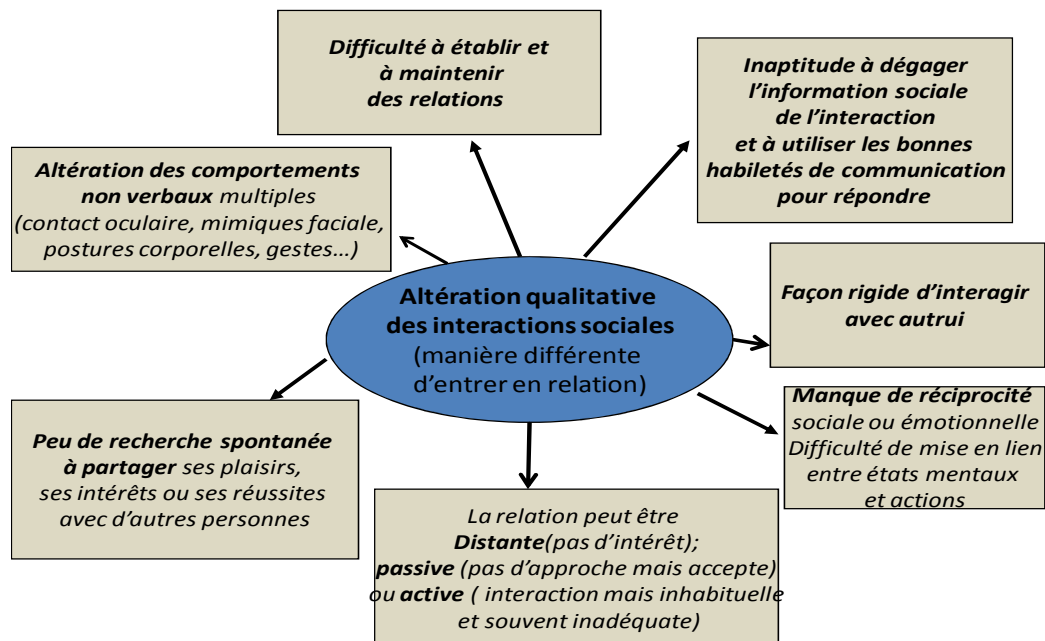 Difficulté à établir et
à maintenir
des relations
Inaptitude à dégager
l’information sociale
de l’interaction
et à utiliser les bonnes
habiletés de communication
pour répondre
Altération des comportements
non verbaux multiples
(contact oculaire, mimiques faciale,
postures corporelles, gestes…)
Altération qualitative
des interactions sociales
(manière différente
d’entrer en relation)
Façon rigide d’interagir
avec autrui
Manque de réciprocité
sociale ou émotionnelle
Difficulté de mise en lien
entre états mentaux
et actions
Peu de recherche spontanée
à partager ses plaisirs,
ses intérêts ou ses réussites
avec d’autres personnes
La relation peut être
Distante(pas d’intérêt);
passive (pas d’approche mais accepte)
ou active ( interaction mais inhabituelle
et souvent inadéquate)